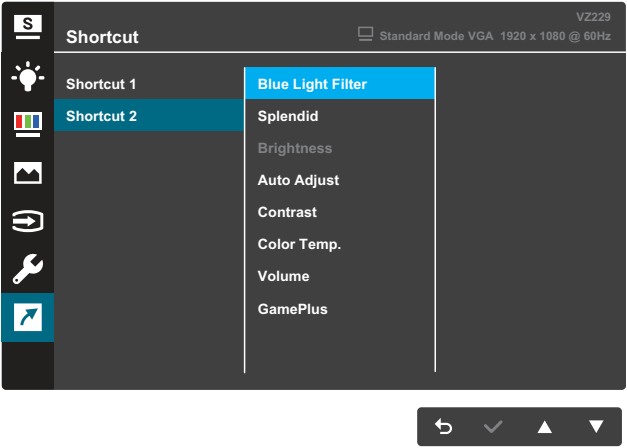 S
VZ229
Shortcut
Standard Mode VGA 1920 x 1080 @ 60Hz
Shortcut 1
Shortcut 2
Blue Light Filter
Splendid
Brightness
Auto Adjust
Contrast
Color Temp.
Volume
GamePlus